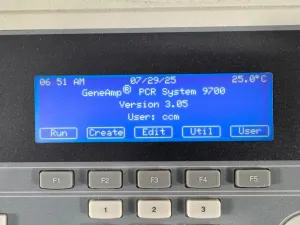 06 51 AM 07/29/25 25.0°C
GeneAmp® PCR System 9700
Version 3.05
User: ccm
Run Create Edit Util User
F1 F2 F3 F4 F5
1 2 3